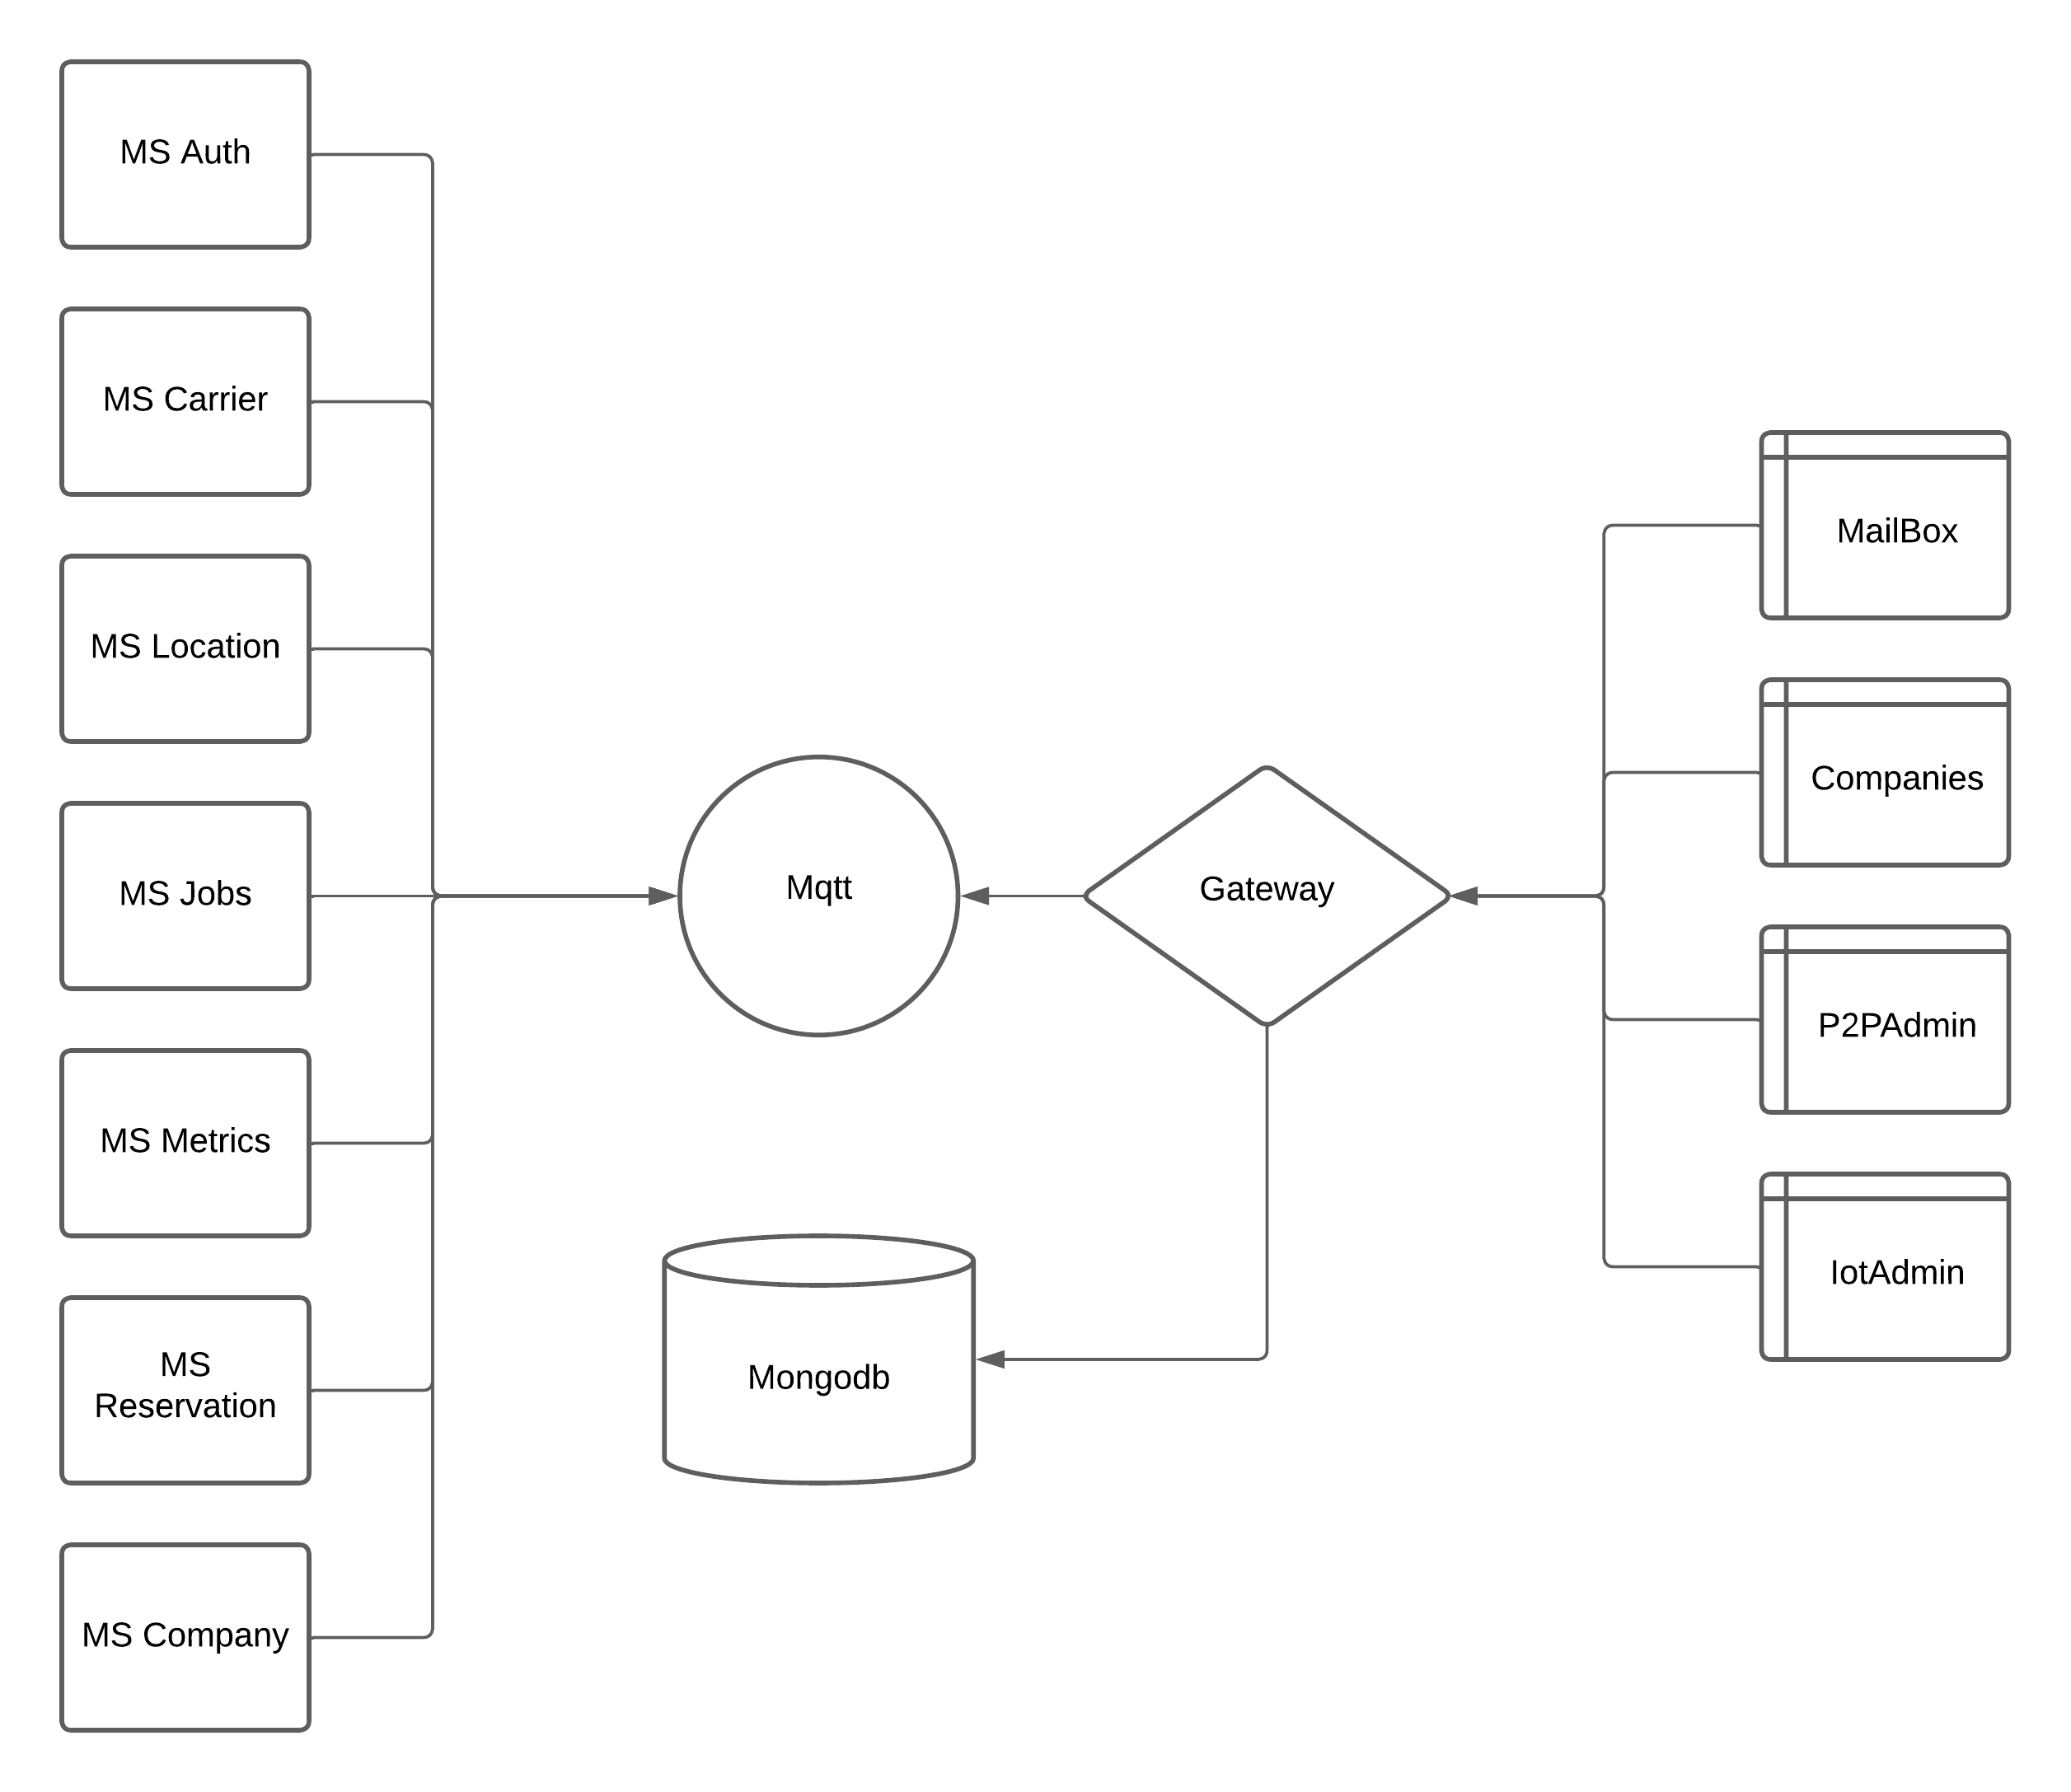 MS Auth
MS Carrier
MS Location
MS Jobs
MS Metrics
MS
Reservation
MS Company
Mqtt
Mongodb
Gateway
MailBox
Companies
P2PAdmin
IotAdmin